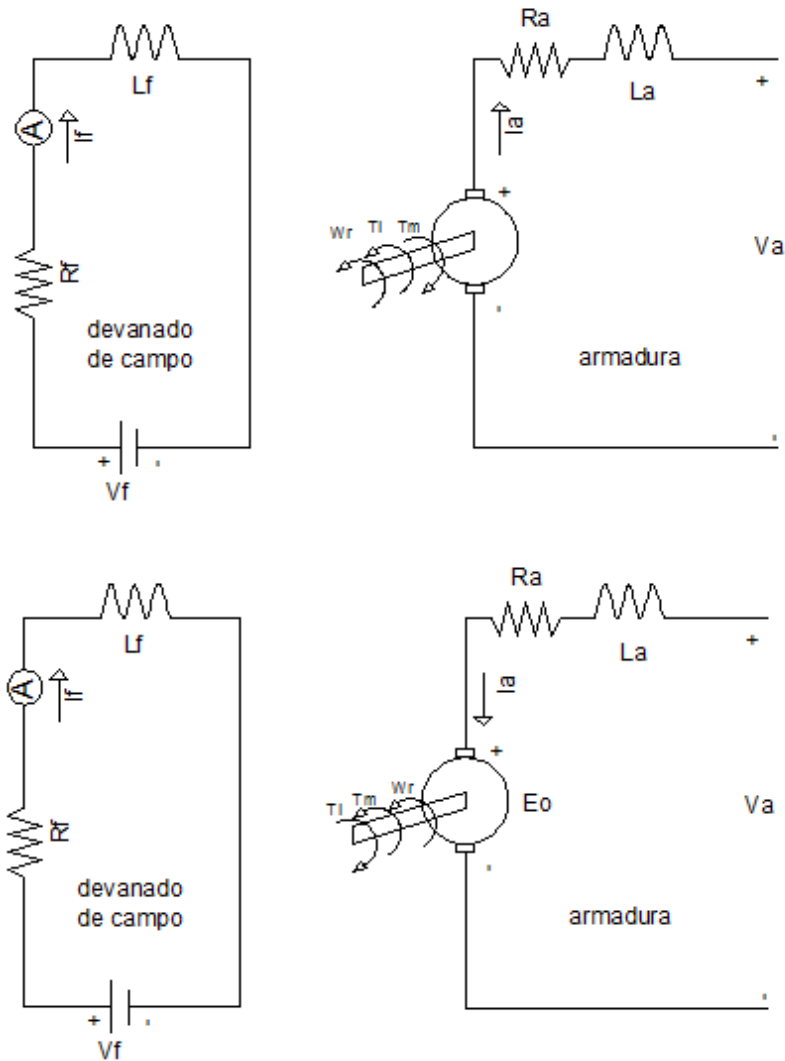 Ra
Lf
La
+
A
If
Ia
+
Wr Tl Tm
Va
Rf
devanado
de campo
armadura
-
+ -
-
Vf
Ra
Lf
La
+
A
If
Ia
+
Tl Tm Wr
Eo
Va
Rf
-
devanado
de campo
armadura
+ -
-
Vf